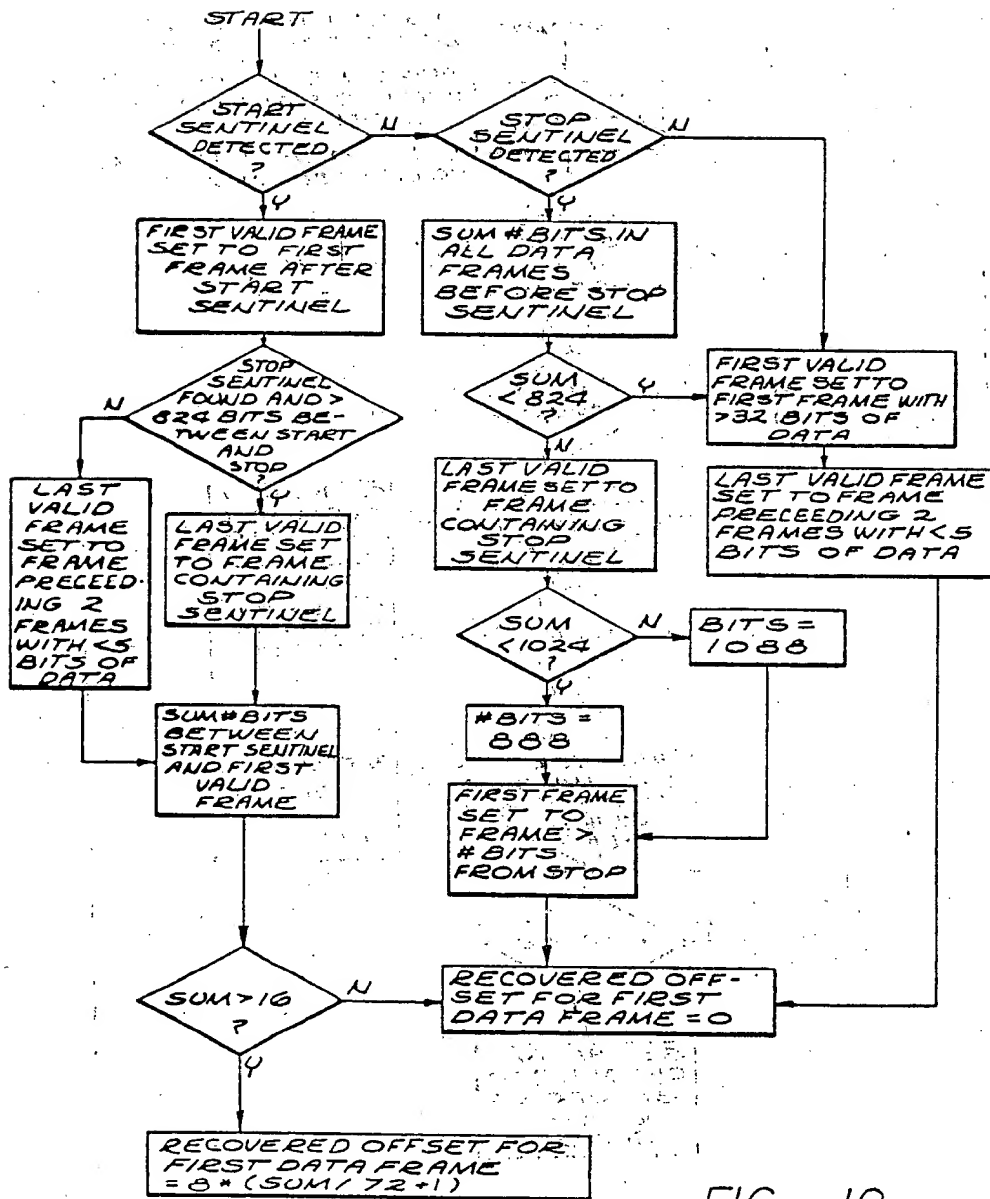 START
START
SENTINEL
DETECTED
?
N
Y
STOP
SENTINEL
DETECTED
?
N
Y
FIRST VALID FRAME
SET TO FIRST
FRAME AFTER
START
SENTINEL
SUM # BITS IN
ALL DATA
FRAMES
BEFORE STOP
SENTINEL
STOP
SENTINEL
FOUND AND >
824 BITS BE-
TWEEN START
AND
STOP
?
N
Y
SUM
< 824
?
Y
N
FIRST VALID
FRAME SET TO
FIRST FRAME WITH
>32 BITS OF
DATA
LAST
VALID
FRAME
SET TO
FRAME
PRECEED-
ING 2
FRAMES
WITH <5
BITS OF
DATA
LAST VALID
FRAME SET
TO FRAME
CONTAINING
STOP
SENTINEL
LAST VALID
FRAME SET TO
FRAME
CONTAINING
STOP
SENTINEL
LAST VALID FRAME
SET TO FRAME
PRECEEDING 2
FRAMES WITH <5
BITS OF DATA
SUM
<1024
?
N
Y
BITS =
1088
SUM # BITS
BETWEEN
START SENTINEL
AND FIRST
VALID
FRAME
#BITS =
888
FIRST FRAME
SET TO
FRAME >
# BITS
FROM STOP
SUM > 16
?
N
Y
RECOVERED OFF-
SET FOR FIRST
DATA FRAME = 0
RECOVERED OFFSET FOR
FIRST DATA FRAME
= 8 * (SUM / 72 + 1)